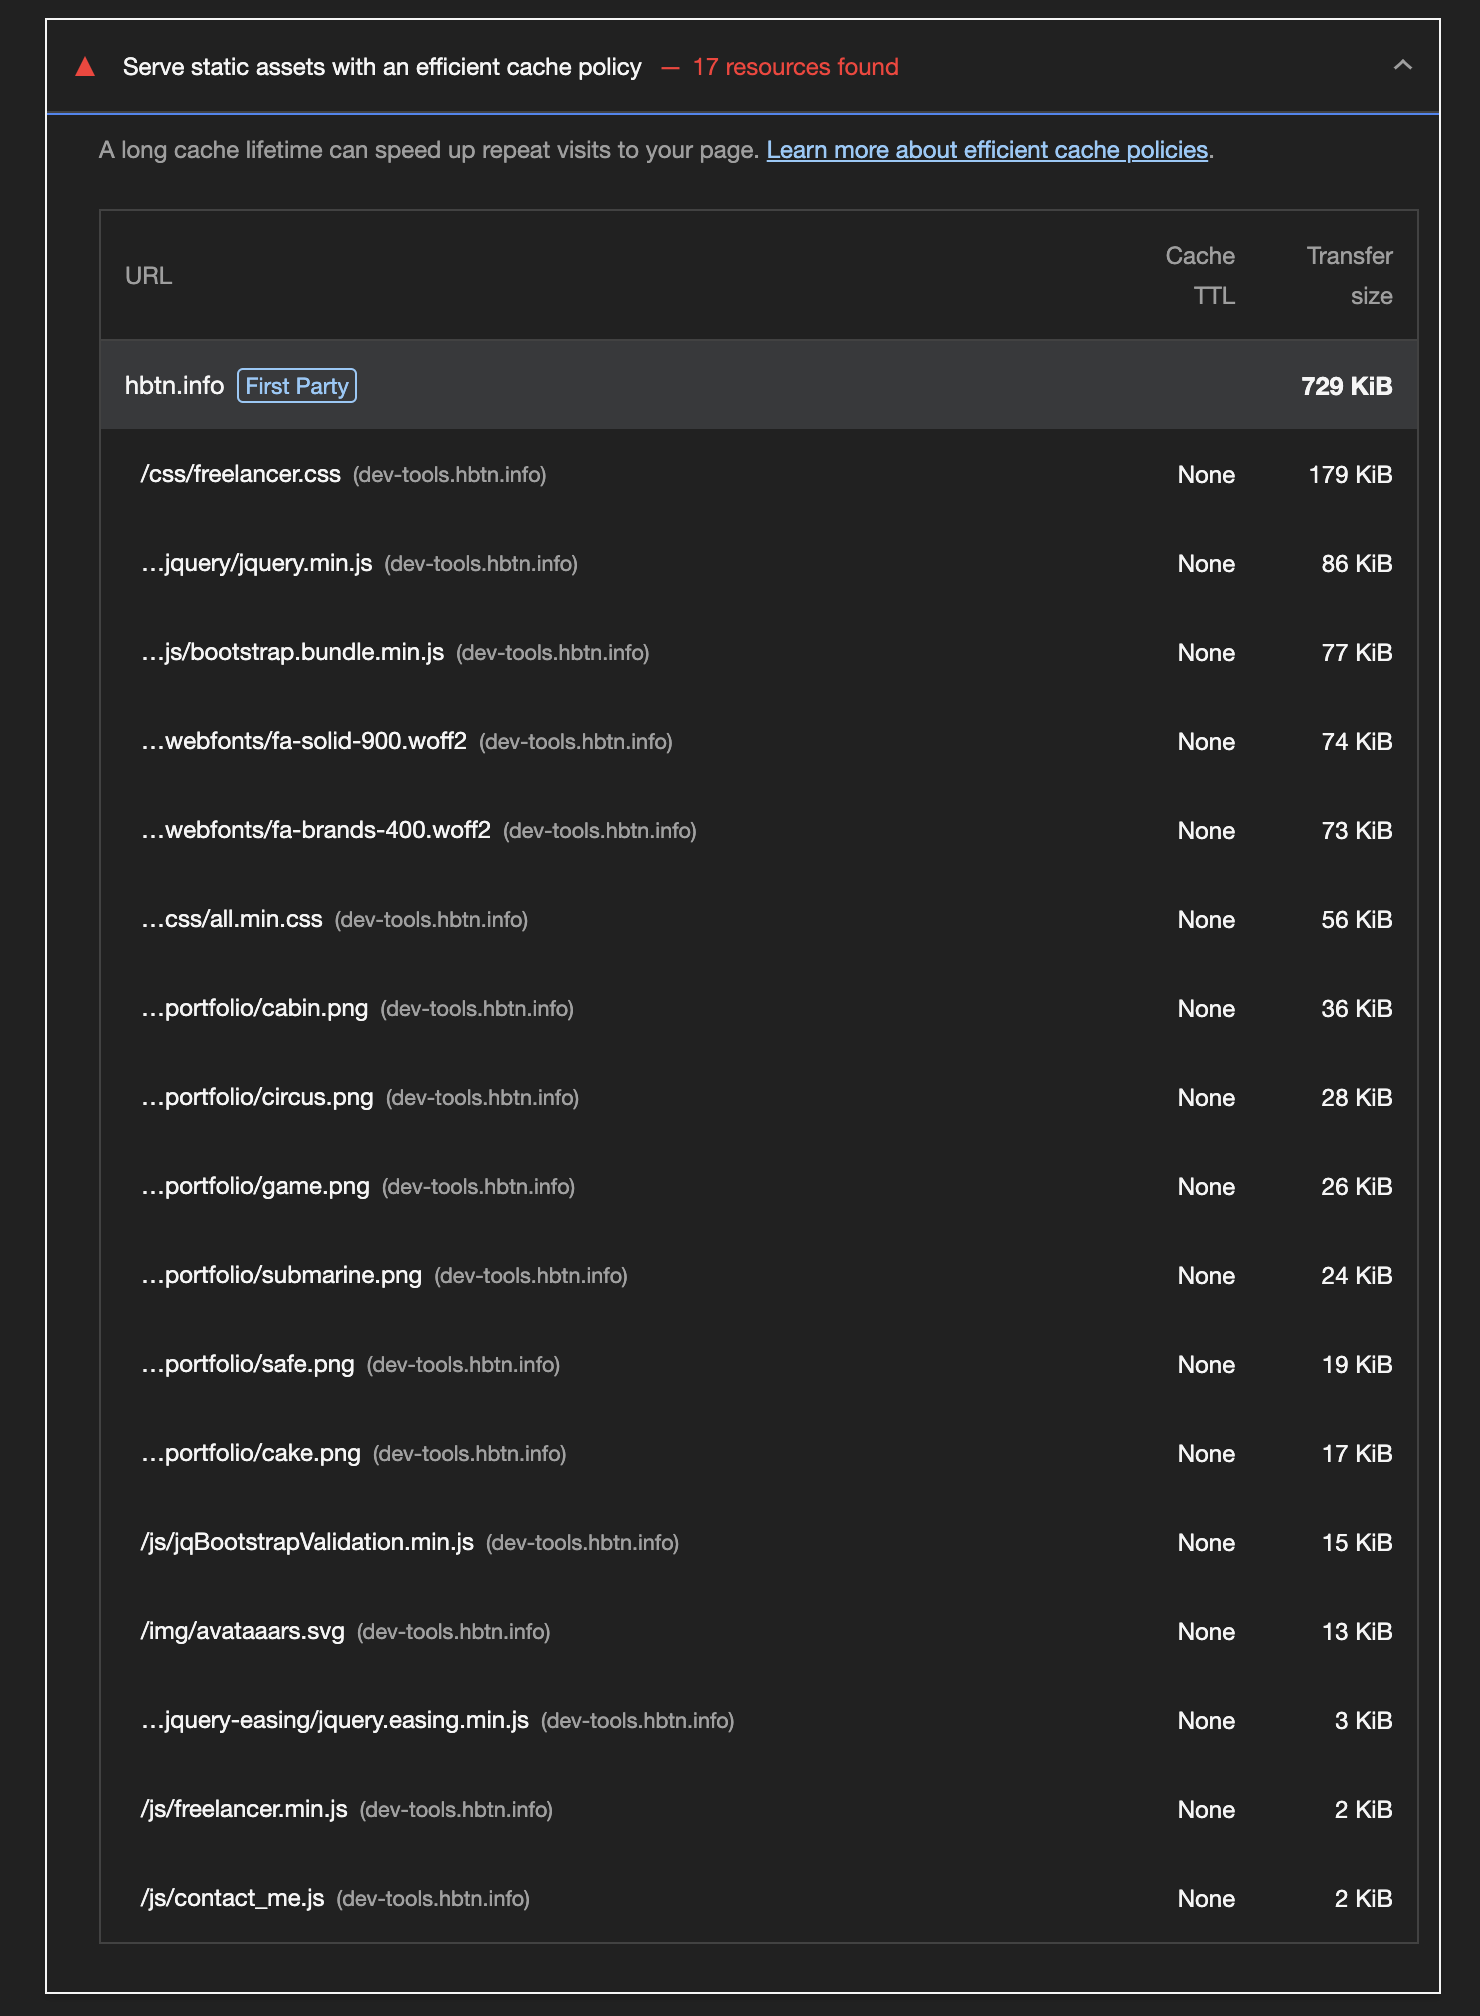 Serve static assets with an efficient cache policy — 17 resources found
A long cache lifetime can speed up repeat visits to your page. Learn more about efficient cache policies.
URL Cache TTL Transfer size
hbtn.info First Party 729 KiB
/css/freelancer.css (dev-tools.hbtn.info) None 179 KiB
…jquery/jquery.min.js (dev-tools.hbtn.info) None 86 KiB
…js/bootstrap.bundle.min.js (dev-tools.hbtn.info) None 77 KiB
…webfonts/fa-solid-900.woff2 (dev-tools.hbtn.info) None 74 KiB
…webfonts/fa-brands-400.woff2 (dev-tools.hbtn.info) None 73 KiB
…css/all.min.css (dev-tools.hbtn.info) None 56 KiB
…portfolio/cabin.png (dev-tools.hbtn.info) None 36 KiB
…portfolio/circus.png (dev-tools.hbtn.info) None 28 KiB
…portfolio/game.png (dev-tools.hbtn.info) None 26 KiB
…portfolio/submarine.png (dev-tools.hbtn.info) None 24 KiB
…portfolio/safe.png (dev-tools.hbtn.info) None 19 KiB
…portfolio/cake.png (dev-tools.hbtn.info) None 17 KiB
/js/jqBootstrapValidation.min.js (dev-tools.hbtn.info) None 15 KiB
/img/avataaars.svg (dev-tools.hbtn.info) None 13 KiB
…jquery-easing/jquery.easing.min.js (dev-tools.hbtn.info) None 3 KiB
/js/freelancer.min.js (dev-tools.hbtn.info) None 2 KiB
/js/contact_me.js (dev-tools.hbtn.info) None 2 KiB